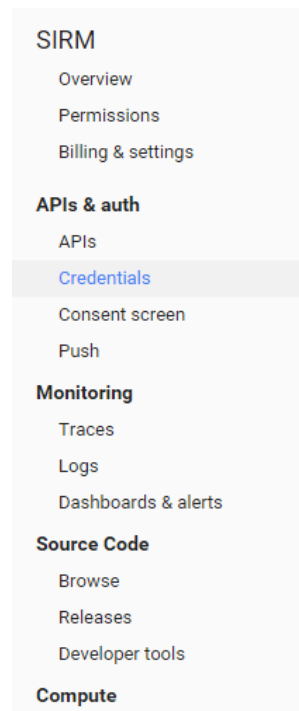 SIRM
Overview
Permissions
Billing & settings
APIs & auth
APIs
Credentials
Consent screen
Push
Monitoring
Traces
Logs
Dashboards & alerts
Source Code
Browse
Releases
Developer tools
Compute